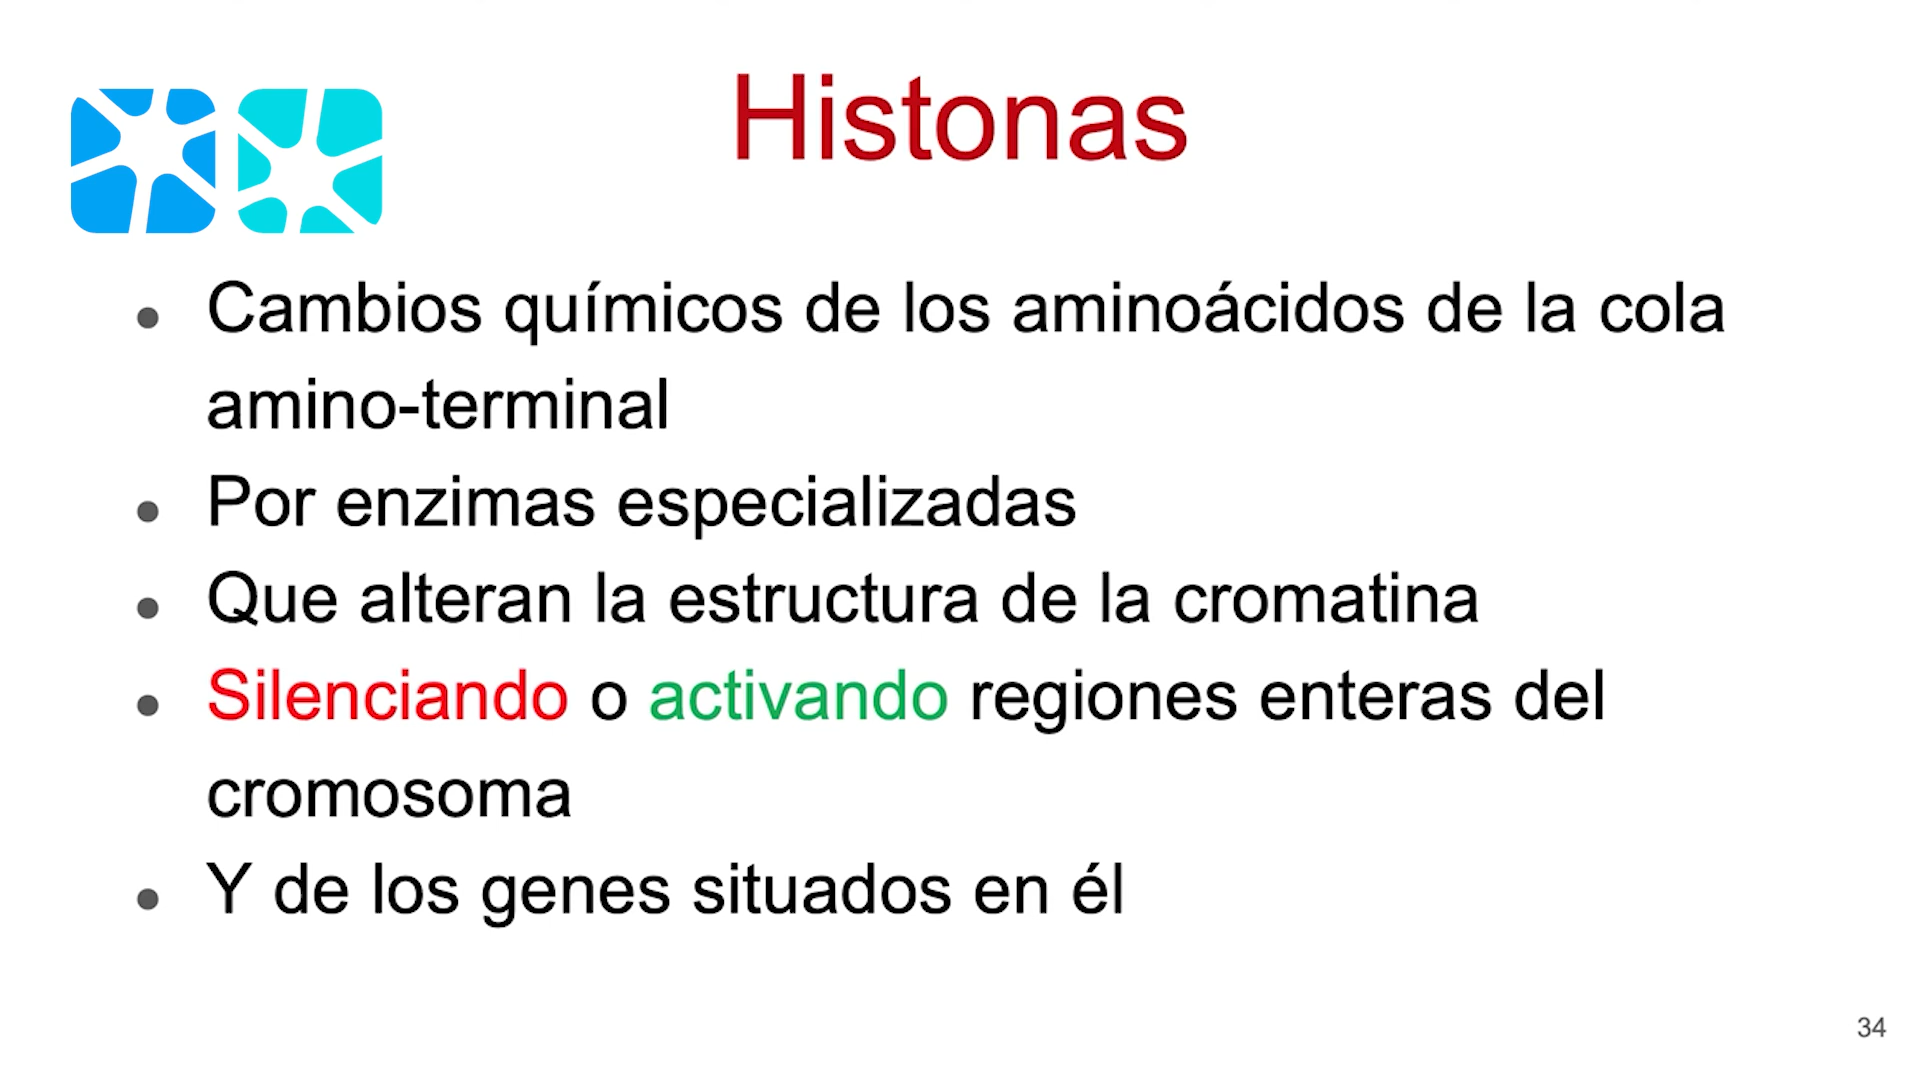 Histonas
● Cambios químicos de los aminoácidos de la cola
amino-terminal
● Por enzimas especializadas
● Que alteran la estructura de la cromatina
● Silenciando o activando regiones enteras del
cromosoma
● Y de los genes situados en él
34